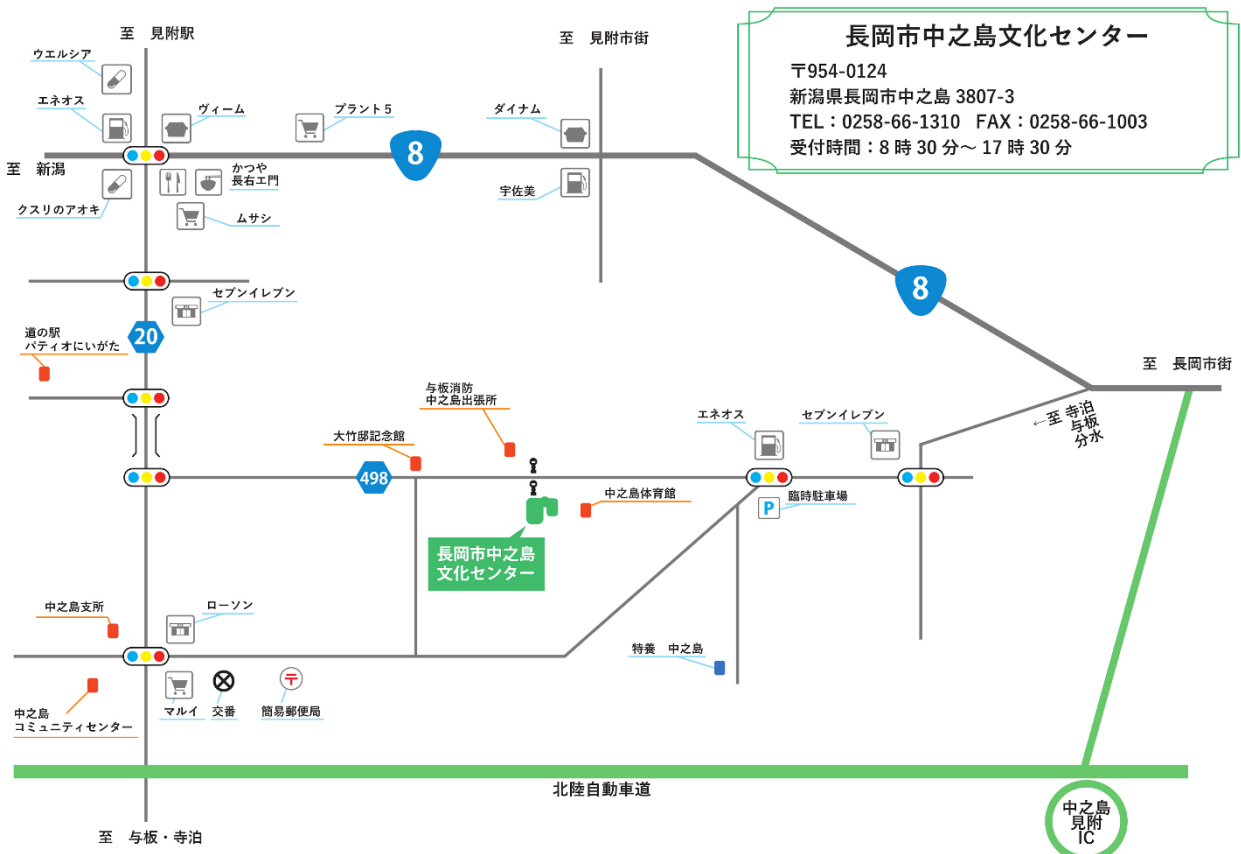 至 見附駅
至 見附市街
長岡市中之島文化センター
〒954-0124
新潟県長岡市中之島 3807-3
TEL：0258-66-1310 FAX：0258-66-1003
受付時間：8 時 30 分～ 17 時 30 分
ウエルシア
エネオス
ヴィーム
プラント5
ダイナム
8
至 新潟
かつや
長右エ門
宇佐美
クスリのアオキ
ムサシ
セブンイレブン
8
20
道の駅
パティオにいがた
至 長岡市街
与板消防
中之島出張所
エネオス
セブンイレブン
←至 寺泊
与板
分水
大竹邸記念館
498
中之島体育館
P
臨時駐車場
長岡市中之島
文化センター
中之島支所
ローソン
特養 中之島
マルイ
交番
〒
簡易郵便局
中之島
コミュニティセンター
北陸自動車道
中之島
見附
IC
至 与板・寺泊